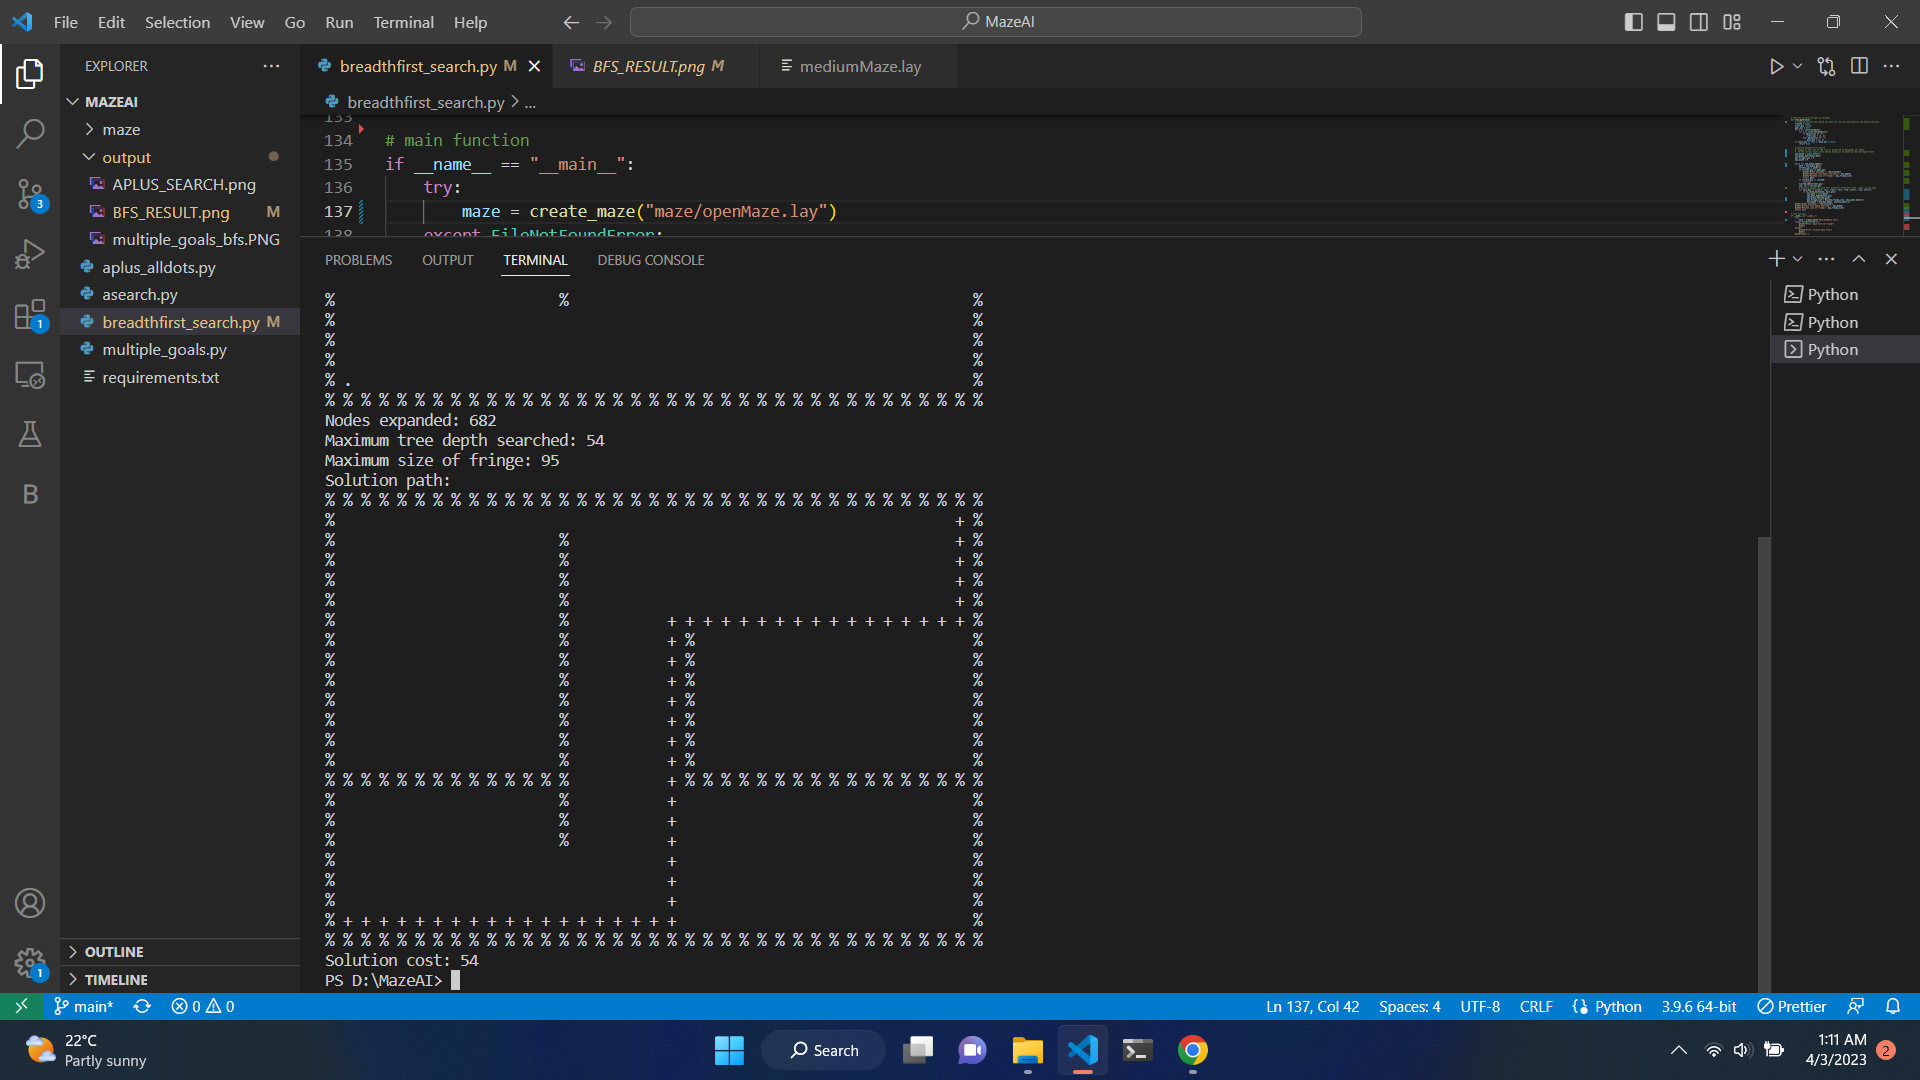 File Edit Selection View Go Run Terminal Help
MazeAI
EXPLORER
MAZEAI
maze
output
APLUS_SEARCH.png
BFS_RESULT.png M
multiple_goals_bfs.PNG
aplus_alldots.py
asearch.py
breadthfirst_search.py M
multiple_goals.py
requirements.txt
OUTLINE
TIMELINE
3
1
B
1
breadthfirst_search.py M
BFS_RESULT.png M
mediumMaze.lay
breadthfirst_search.py > ...
133
134 # main function
135 if __name__ == "__main__":
136 try:
137 maze = create_maze("maze/openMaze.lay")
138 except FileNotFoundError:
PROBLEMS OUTPUT TERMINAL DEBUG CONSOLE
Python
Python
Python
% % %
% %
% %
% %
% . %
% % % % % % % % % % % % % % % % % % % % % % % % % % % % % % % % % % % % %
Nodes expanded: 682
Maximum tree depth searched: 54
Maximum size of fringe: 95
Solution path:
% % % % % % % % % % % % % % % % % % % % % % % % % % % % % % % % % % % % %
% + %
% % + %
% % + %
% % + %
% % + %
% % + + + + + + + + + + + + + + + + + %
% % + % %
% % + % %
% % + % %
% % + % %
% % + % %
% % + % %
% % + % %
% % % % % % % % % % % % % % + % % % % % % % % % % % % % % % % %
% % + %
% % + %
% % + %
% + %
% + %
% + %
% + + + + + + + + + + + + + + + + + + + %
% % % % % % % % % % % % % % % % % % % % % % % % % % % % % % % % % % % % %
Solution cost: 54
PS D:\MazeAI>
main* 0 0 Ln 137, Col 42 Spaces: 4 UTF-8 CRLF Python 3.9.6 64-bit Prettier
22°C
Partly sunny
Search
1:11 AM
4/3/2023
2